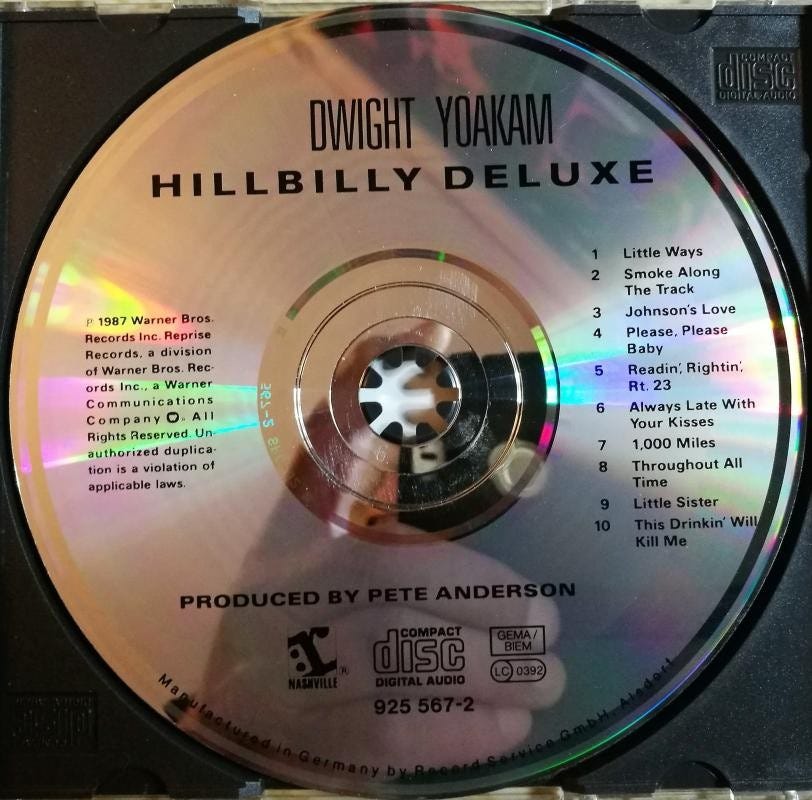 COMPACT
disc
DIGITAL AUDIO
DWIGHT YOAKAM
HILLBILLY DELUXE
℗ 1987 Warner Bros.
Records Inc. Reprise
Records, a division
of Warner Bros. Rec-
ords Inc., a Warner
Communications
Company. All
Rights Reserved. Un-
authorized duplica-
tion is a violation of
applicable laws.
1 Little Ways
2 Smoke Along
The Track
3 Johnson's Love
4 Please, Please
Baby
5 Readin', Rightin',
Rt. 23
6 Always Late With
Your Kisses
7 1,000 Miles
8 Throughout All
Time
9 Little Sister
10 This Drinkin' Will
Kill Me
PRODUCED BY PETE ANDERSON
r ®
NASHVILLE
COMPACT
disc
DIGITAL AUDIO
GEMA/
BIEM
LC 0392
925 567-2
Manufactured in Germany by Record Service GmbH, Alsdorf